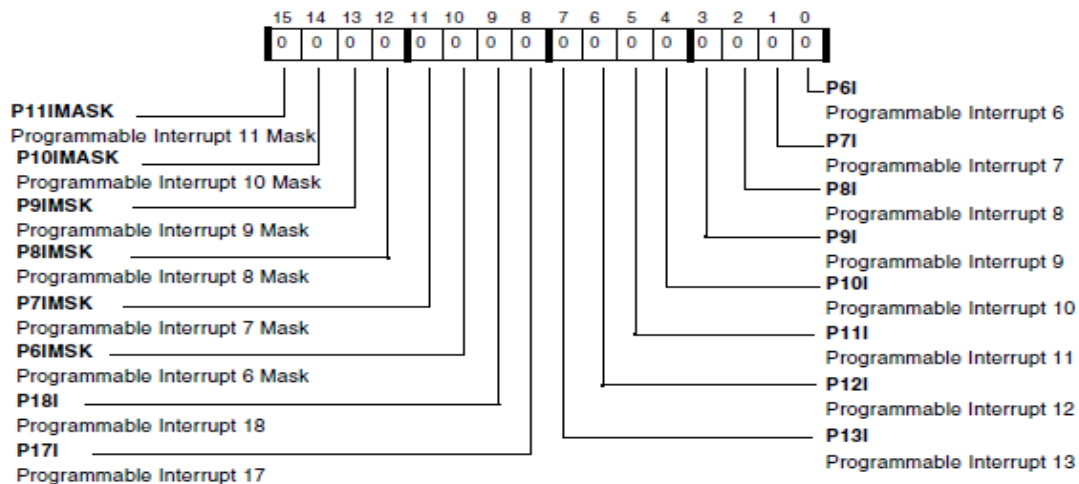 15 14 13 12 11 10 9 8 7 6 5 4 3 2 1 0
0 0 0 0 0 0 0 0 0 0 0 0 0 0 0 0
P11IMASK
Programmable Interrupt 11 Mask
P10IMASK
Programmable Interrupt 10 Mask
P9IMSK
Programmable Interrupt 9 Mask
P8IMSK
Programmable Interrupt 8 Mask
P7IMSK
Programmable Interrupt 7 Mask
P6IMSK
Programmable Interrupt 6 Mask
P18I
Programmable Interrupt 18
P17I
Programmable Interrupt 17
P6I
Programmable Interrupt 6
P7I
Programmable Interrupt 7
P8I
Programmable Interrupt 8
P9I
Programmable Interrupt 9
P10I
Programmable Interrupt 10
P11I
Programmable Interrupt 11
P12I
Programmable Interrupt 12
P13I
Programmable Interrupt 13